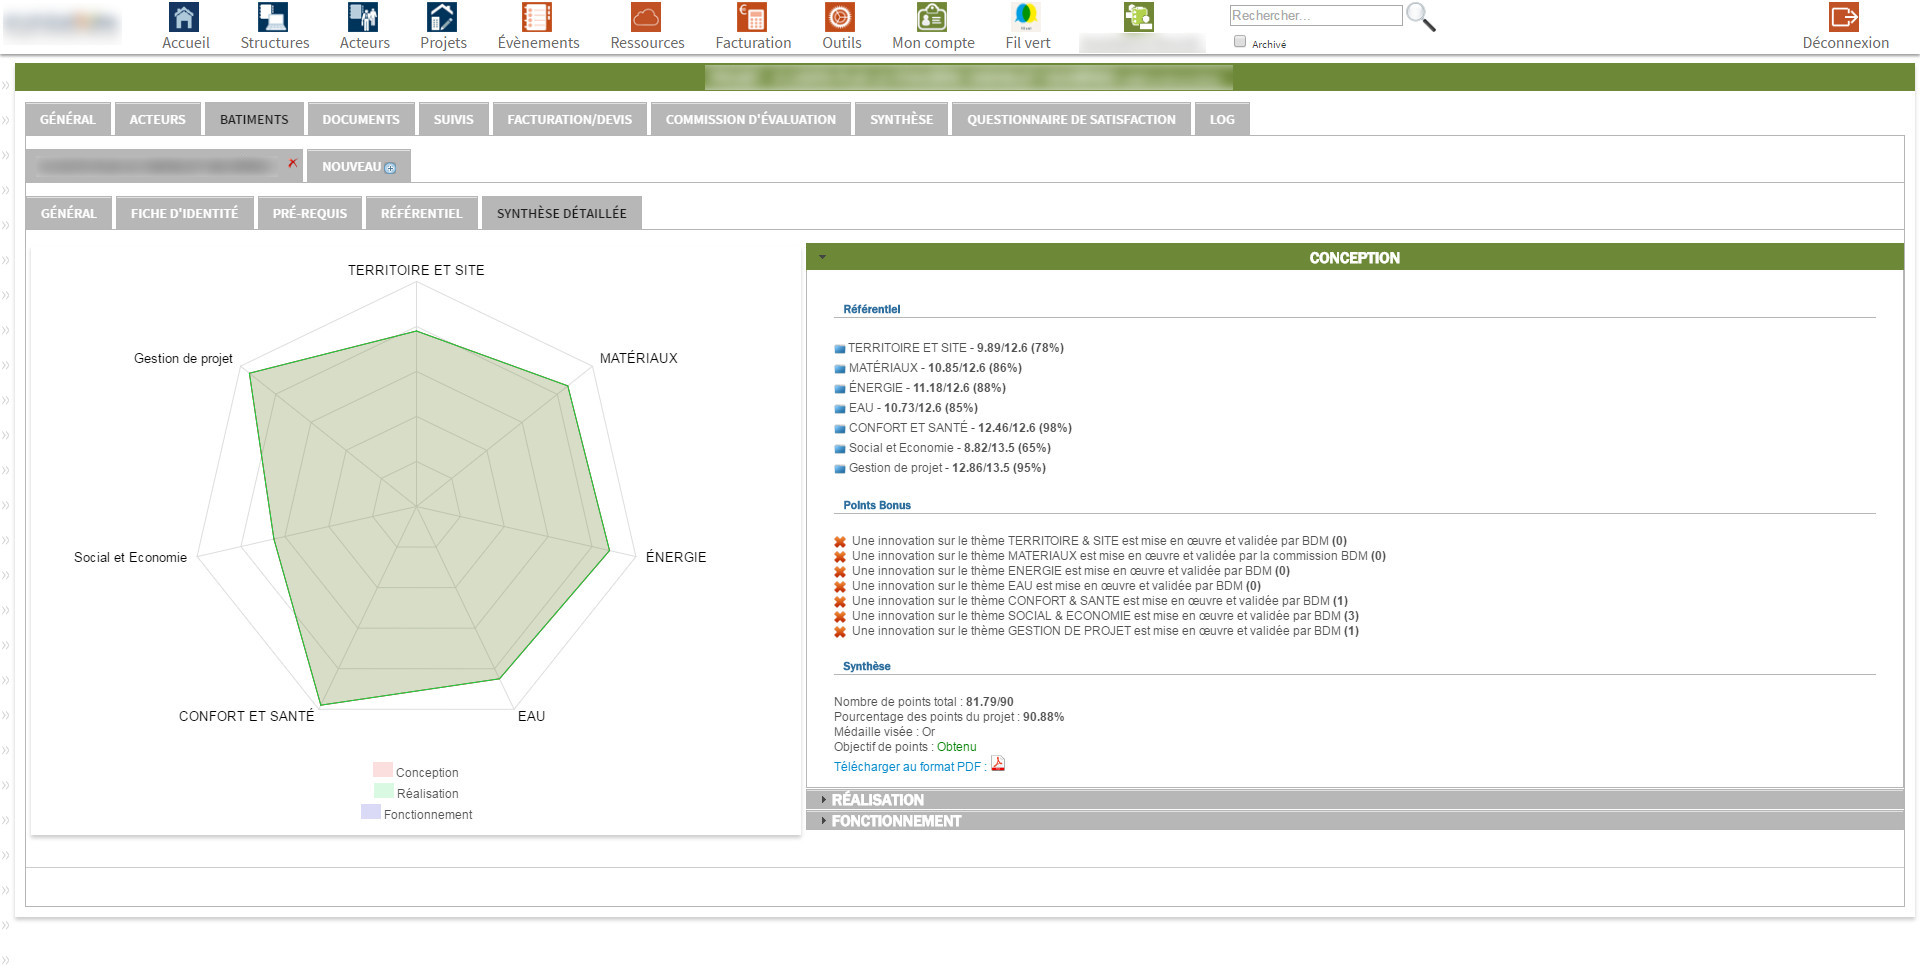 Accueil Structures Acteurs Projets Évènements Ressources Facturation Outils Mon compte Fil vert Rechercher... Archivé Déconnexion
GÉNÉRAL ACTEURS BATIMENTS DOCUMENTS SUIVIS FACTURATION/DEVIS COMMISSION D'ÉVALUATION SYNTHÈSE QUESTIONNAIRE DE SATISFACTION LOG
NOUVEAU
GÉNÉRAL FICHE D'IDENTITÉ PRÉ-REQUIS RÉFÉRENTIEL SYNTHÈSE DÉTAILLÉE
TERRITOIRE ET SITE
Gestion de projet
MATÉRIAUX
Social et Economie
ÉNERGIE
CONFORT ET SANTÉ
EAU
Conception
Réalisation
Fonctionnement
CONCEPTION
Référentiel
TERRITOIRE ET SITE - 9.89/12.6 (78%)
MATÉRIAUX - 10.85/12.6 (86%)
ÉNERGIE - 11.18/12.6 (88%)
EAU - 10.73/12.6 (85%)
CONFORT ET SANTÉ - 12.46/12.6 (98%)
Social et Economie - 8.82/13.5 (65%)
Gestion de projet - 12.86/13.5 (95%)
Points Bonus
Une innovation sur le thème TERRITOIRE & SITE est mise en œuvre et validée par BDM (0)
Une innovation sur le thème MATERIAUX est mise en œuvre et validée par la commission BDM (0)
Une innovation sur le thème ENERGIE est mise en œuvre et validée par BDM (0)
Une innovation sur le thème EAU est mise en œuvre et validée par BDM (0)
Une innovation sur le thème CONFORT & SANTE est mise en œuvre et validée par BDM (1)
Une innovation sur le thème SOCIAL & ECONOMIE est mise en œuvre et validée par BDM (3)
Une innovation sur le thème GESTION DE PROJET est mise en œuvre et validée par BDM (1)
Synthèse
Nombre de points total : 81.79/90
Pourcentage des points du projet : 90.88%
Médaille visée : Or
Objectif de points : Obtenu
Télécharger au format PDF :
RÉALISATION
FONCTIONNEMENT